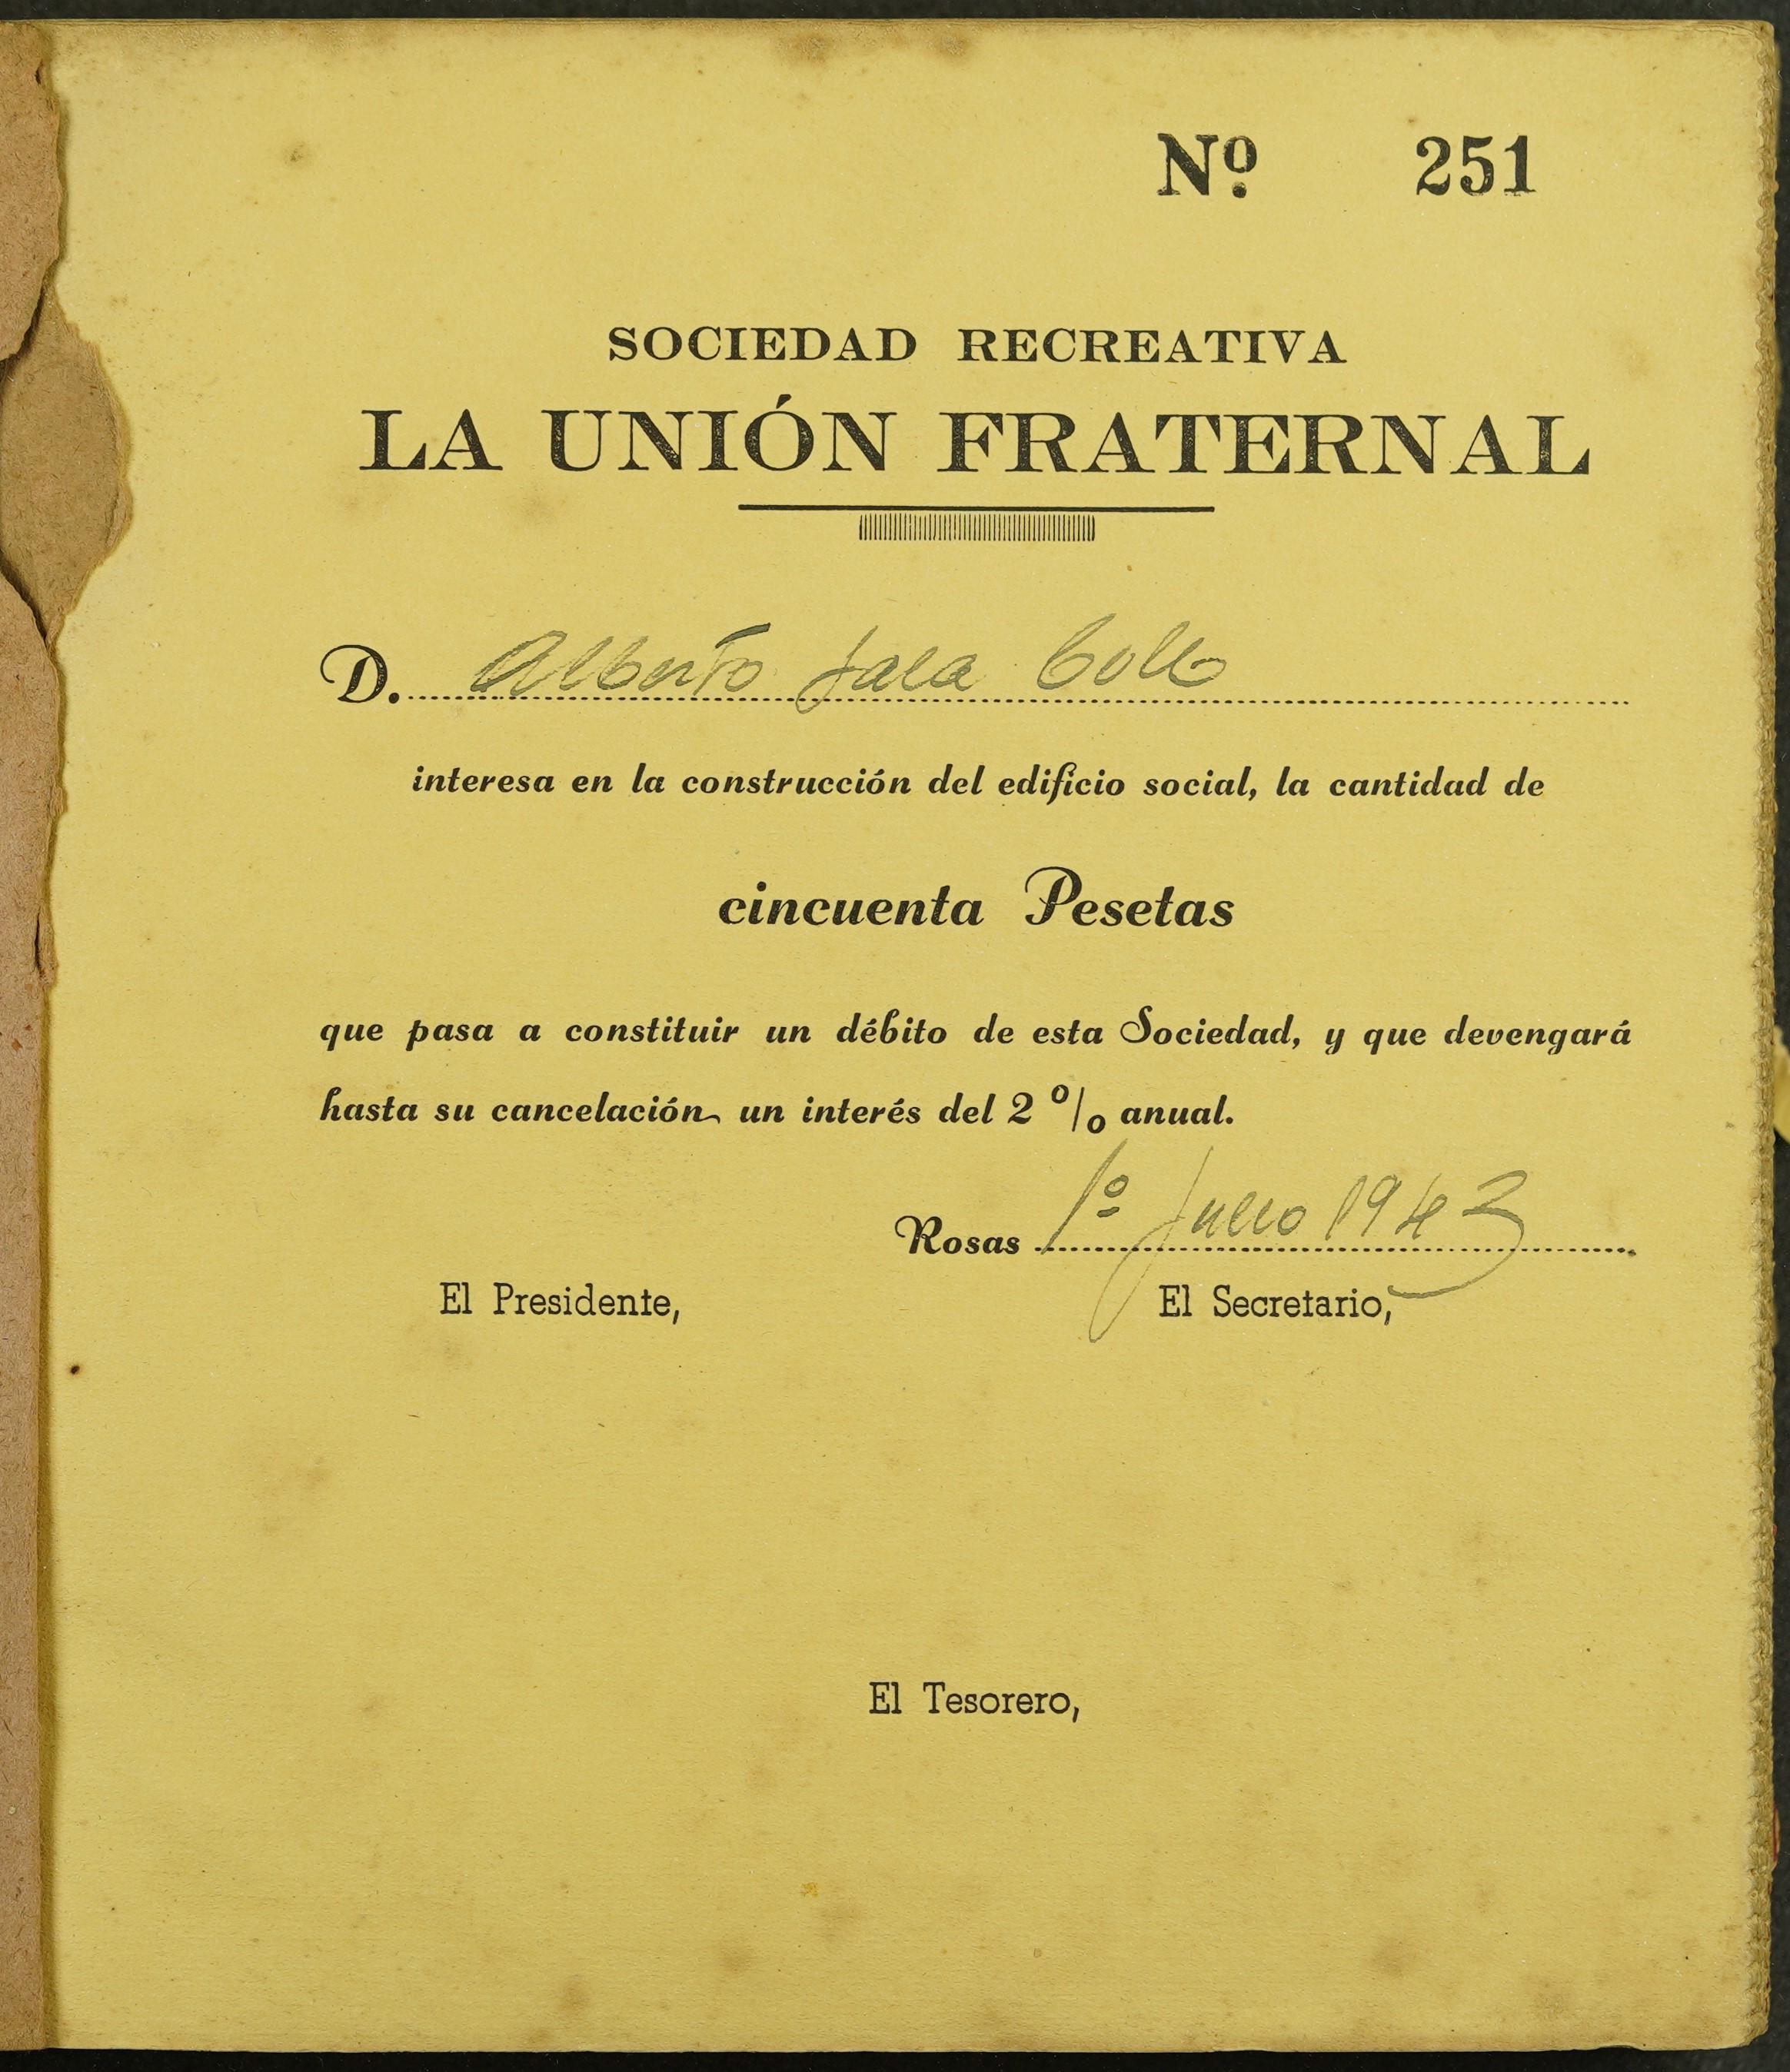 Nº 251
SOCIEDAD RECREATIVA
LA UNIÓN FRATERNAL
D. Alberto Sala Coll
interesa en la construcción del edificio social, la cantidad de
cincuenta Pesetas
que pasa a constituir un débito de esta Sociedad, y que devengará
hasta su cancelación un interés del 2 % anual.
Rosas 1º Julio 1943
El Presidente, El Secretario,
El Tesorero,